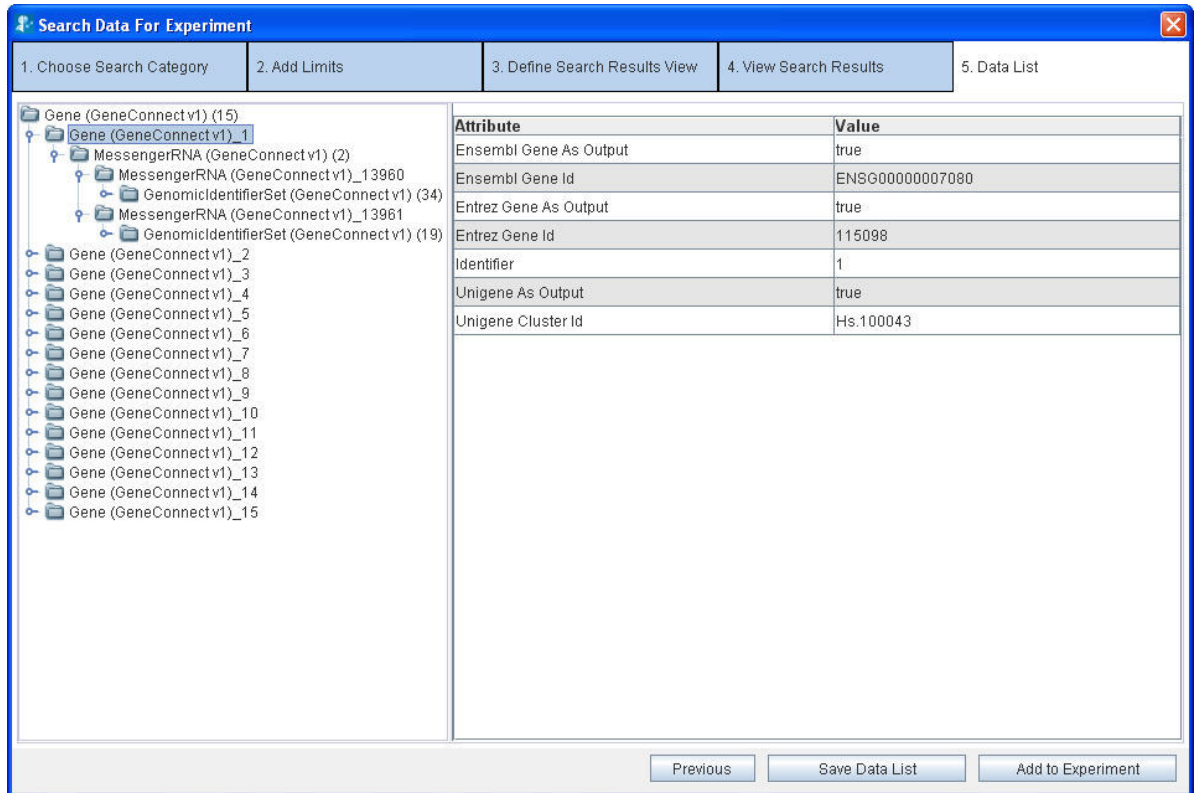 Search Data For Experiment
1. Choose Search Category
2. Add Limits
3. Define Search Results View
4. View Search Results
5. Data List
Gene (GeneConnect v1) (15)
Gene (GeneConnect v1)_1
MessengerRNA (GeneConnect v1) (2)
MessengerRNA (GeneConnect v1)_13960
GenomicIdentifierSet (GeneConnect v1) (34)
MessengerRNA (GeneConnect v1)_13961
GenomicIdentifierSet (GeneConnect v1) (19)
Gene (GeneConnect v1)_2
Gene (GeneConnect v1)_3
Gene (GeneConnect v1)_4
Gene (GeneConnect v1)_5
Gene (GeneConnect v1)_6
Gene (GeneConnect v1)_7
Gene (GeneConnect v1)_8
Gene (GeneConnect v1)_9
Gene (GeneConnect v1)_10
Gene (GeneConnect v1)_11
Gene (GeneConnect v1)_12
Gene (GeneConnect v1)_13
Gene (GeneConnect v1)_14
Gene (GeneConnect v1)_15
Attribute Value
Ensembl Gene As Output true
Ensembl Gene Id ENSG00000007080
Entrez Gene As Output true
Entrez Gene Id 115098
Identifier 1
Unigene As Output true
Unigene Cluster Id Hs.100043
Previous
Save Data List
Add to Experiment